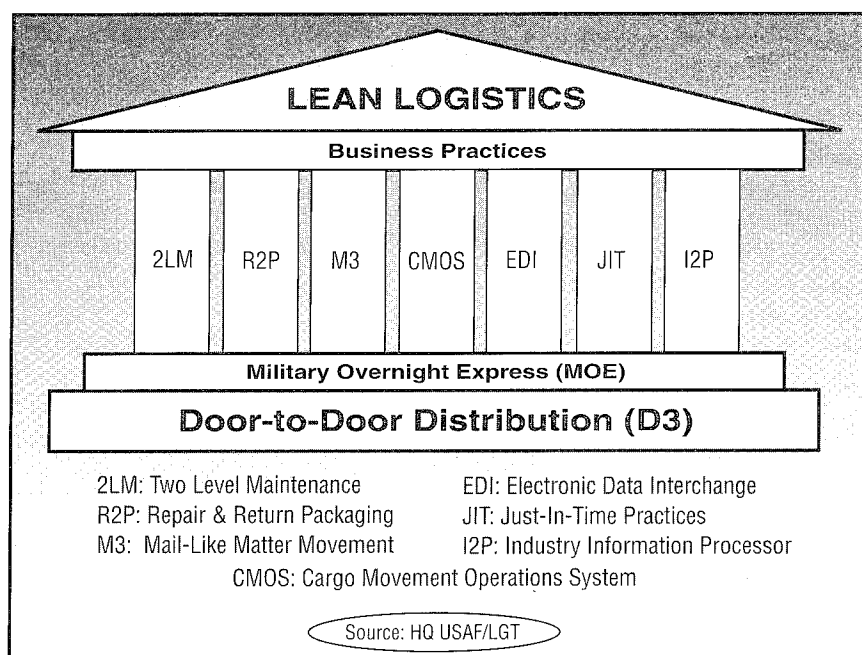 LEAN LOGISTICS
Business Practices
2LM R2P M3 CMOS EDI JIT I2P
Military Overnight Express (MOE)
Door-to-Door Distribution (D3)
2LM: Two Level Maintenance
R2P: Repair & Return Packaging
M3: Mail-Like Matter Movement
EDI: Electronic Data Interchange
JIT: Just-In-Time Practices
I2P: Industry Information Processor
CMOS: Cargo Movement Operations System
Source: HQ USAF/LGT